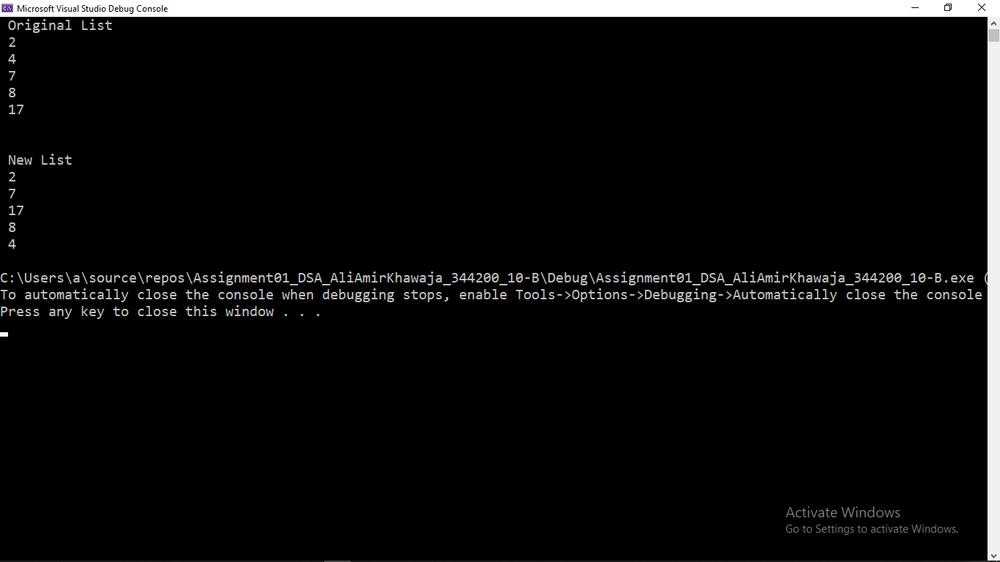 Microsoft Visual Studio Debug Console
Original List
2
4
7
8
17
New List
2
7
17
8
4
C:\Users\a\source\repos\Assignment01_DSA_AliAmirKhawaja_344200_10-B\Debug\Assignment01_DSA_AliAmirKhawaja_344200_10-B.exe (
To automatically close the console when debugging stops, enable Tools->Options->Debugging->Automatically close the console
Press any key to close this window . . .
Activate Windows
Go to Settings to activate Windows.